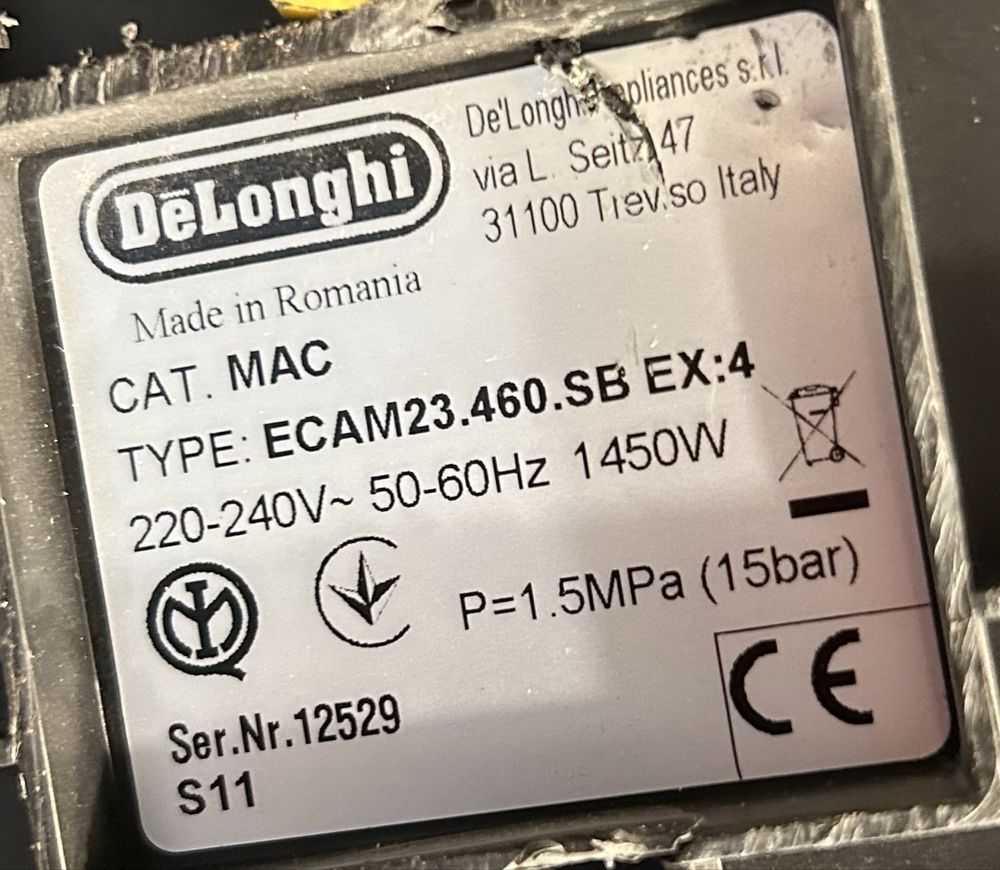 DēLonghi
De'Longhi Appliances s.r.l.
via L. Seitz 47
31100 Treviso Italy
Made in Romania
CAT. MAC
TYPE: ECAM23.460.SB EX:4
220-240V~ 50-60Hz 1450W
P=1.5MPa (15bar)
CE
Ser.Nr.12529
S11